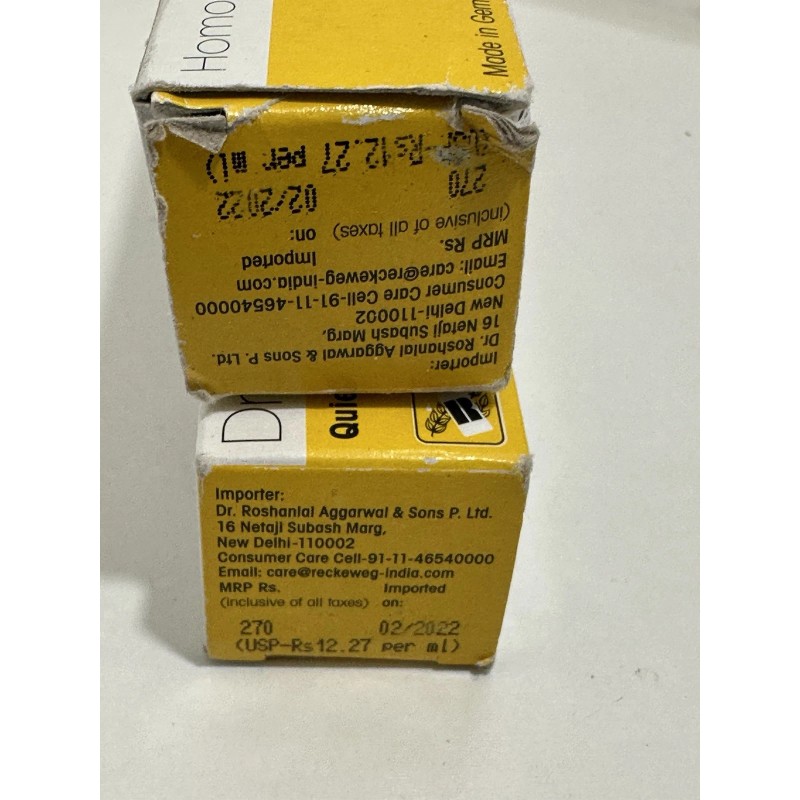 Homo
Made in Gern
Importer:
Dr. Roshanlal Aggarwal & Sons P. Ltd.
16 Netaji Subash Marg,
New Delhi-110002
Consumer Care Cell-91-11-46540000
Email: care@reckeweg-india.com
MRP Rs. Imported
(inclusive of all taxes) on:
270 02/2022
Rs12.27 per ml)
Dr
Quie
R
Importer:
Dr. Roshanlal Aggarwal & Sons P. Ltd.
16 Netaji Subash Marg,
New Delhi-110002
Consumer Care Cell-91-11-46540000
Email: care@reckeweg-india.com
MRP Rs. Imported
(inclusive of all taxes) on:
270 02/2022
(USP-Rs12.27 per ml)